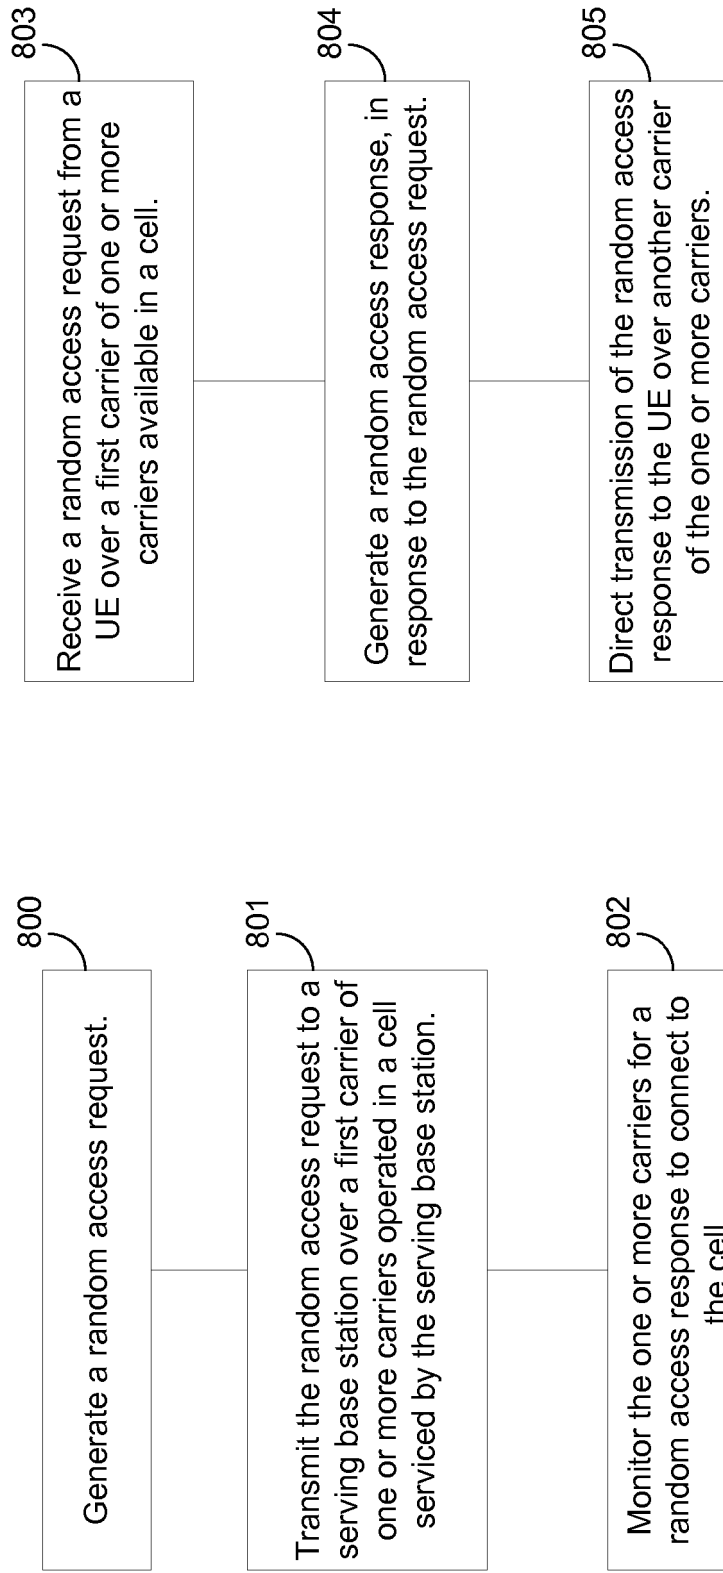 800
Generate a random access request.
801
Transmit the random access request to a
serving base station over a first carrier of
one or more carriers operated in a cell
serviced by the serving base station.
802
Monitor the one or more carriers for a
random access response to connect to
the cell
803
Receive a random access request from a
UE over a first carrier of one or more
carriers available in a cell.
804
Generate a random access response, in
response to the random access request.
805
Direct transmission of the random access
response to the UE over another carrier
of the one or more carriers.